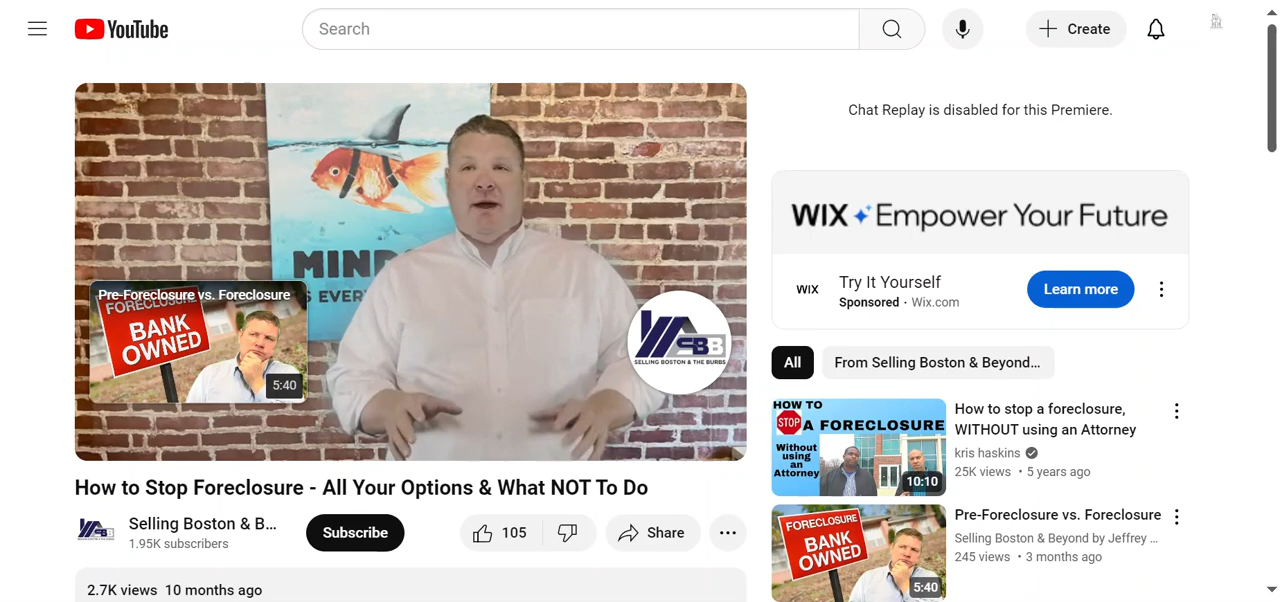 YouTube
Search
Create
Chat Replay is disabled for this Premiere.
WIX Empower Your Future
WIX
Try It Yourself
Sponsored · Wix.com
Learn more
All
From Selling Boston & Beyond...
MIND
S EVER
Pre-Foreclosure vs. Foreclosure
FORECLOSURE
BANK
OWNED
5:40
SBB
SELLING BOSTON & THE BURBS
How to Stop Foreclosure - All Your Options & What NOT To Do
Selling Boston & B...
1.95K subscribers
Subscribe
105
Share
2.7K views 10 months ago
HOW TO
STOP A FORECLOSURE
Without
using
an
Attorney
10:10
How to stop a foreclosure,
WITHOUT using an Attorney
kris haskins
25K views • 5 years ago
FORECLOSURE
BANK
OWNED
5:40
Pre-Foreclosure vs. Foreclosure
Selling Boston & Beyond by Jeffrey ...
245 views • 3 months ago